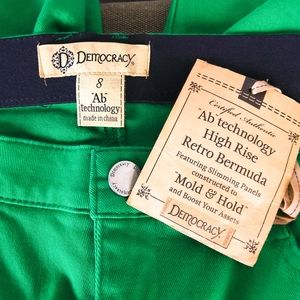 D DEMOCRACY
8
"Ab"
technology
made in china
Certified Authentic
"Ab technology
High Rise
Retro Bermuda
Featuring Slimming Panels
constructed to
"Mold & Hold"
and Boost Your Assets
DEMOCRACY